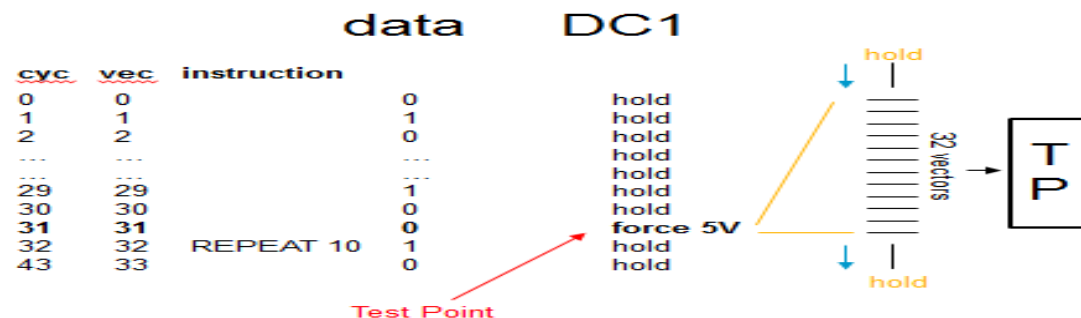 data DC1
cyc vec instruction
0 0 0 hold
1 1 1 hold
2 2 0 hold
... ... ... hold
... ... ... hold
29 29 1 hold
30 30 0 hold
31 31 0 force 5V
32 32 REPEAT 10 1 hold
43 33 0 hold
Test Point
hold
32 vectors
hold
T
P